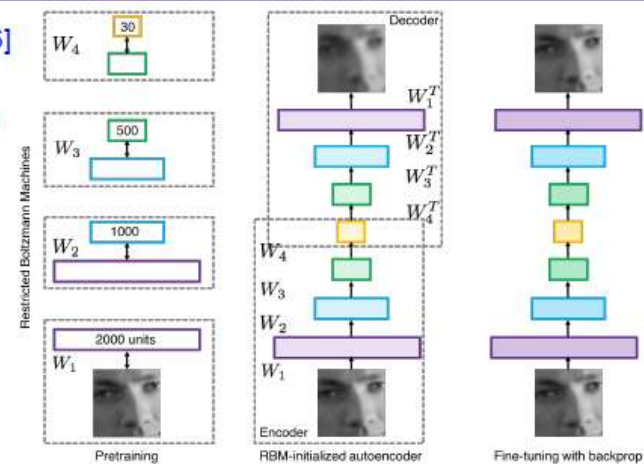 6]
Restricted Boltzmann Machines
30
W₄
500
W₃
1000
W₂
2000 units
W₁
Pretraining
Decoder
W₁ᵀ
W₂ᵀ
W₃ᵀ
W₄ᵀ
W₄
W₃
W₂
W₁
Encoder
RBM-initialized autoencoder
Fine-tuning with backprop